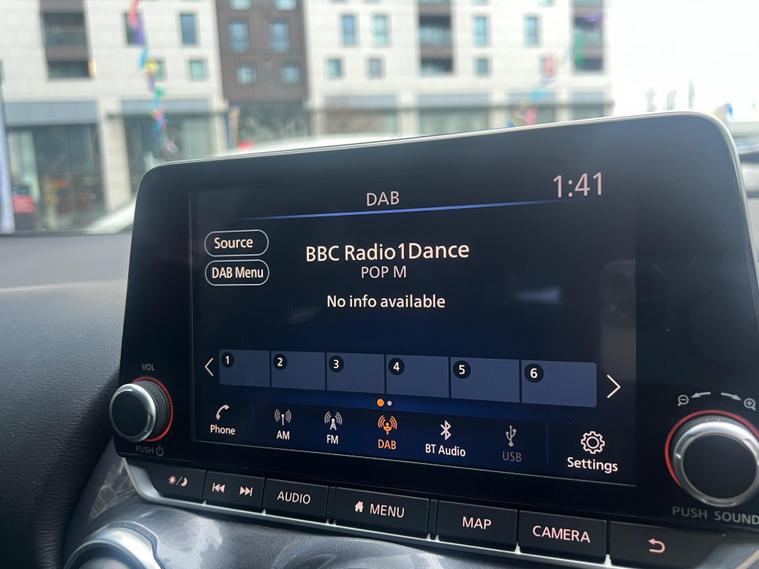 DAB
1:41
Source
BBC Radio1Dance
DAB Menu
POP M
No info available
1 2 3 4 5 6
VOL
Phone
AM
FM
DAB
BT Audio
USB
Settings
PUSH
AUDIO
MENU
MAP
CAMERA
PUSH SOUND